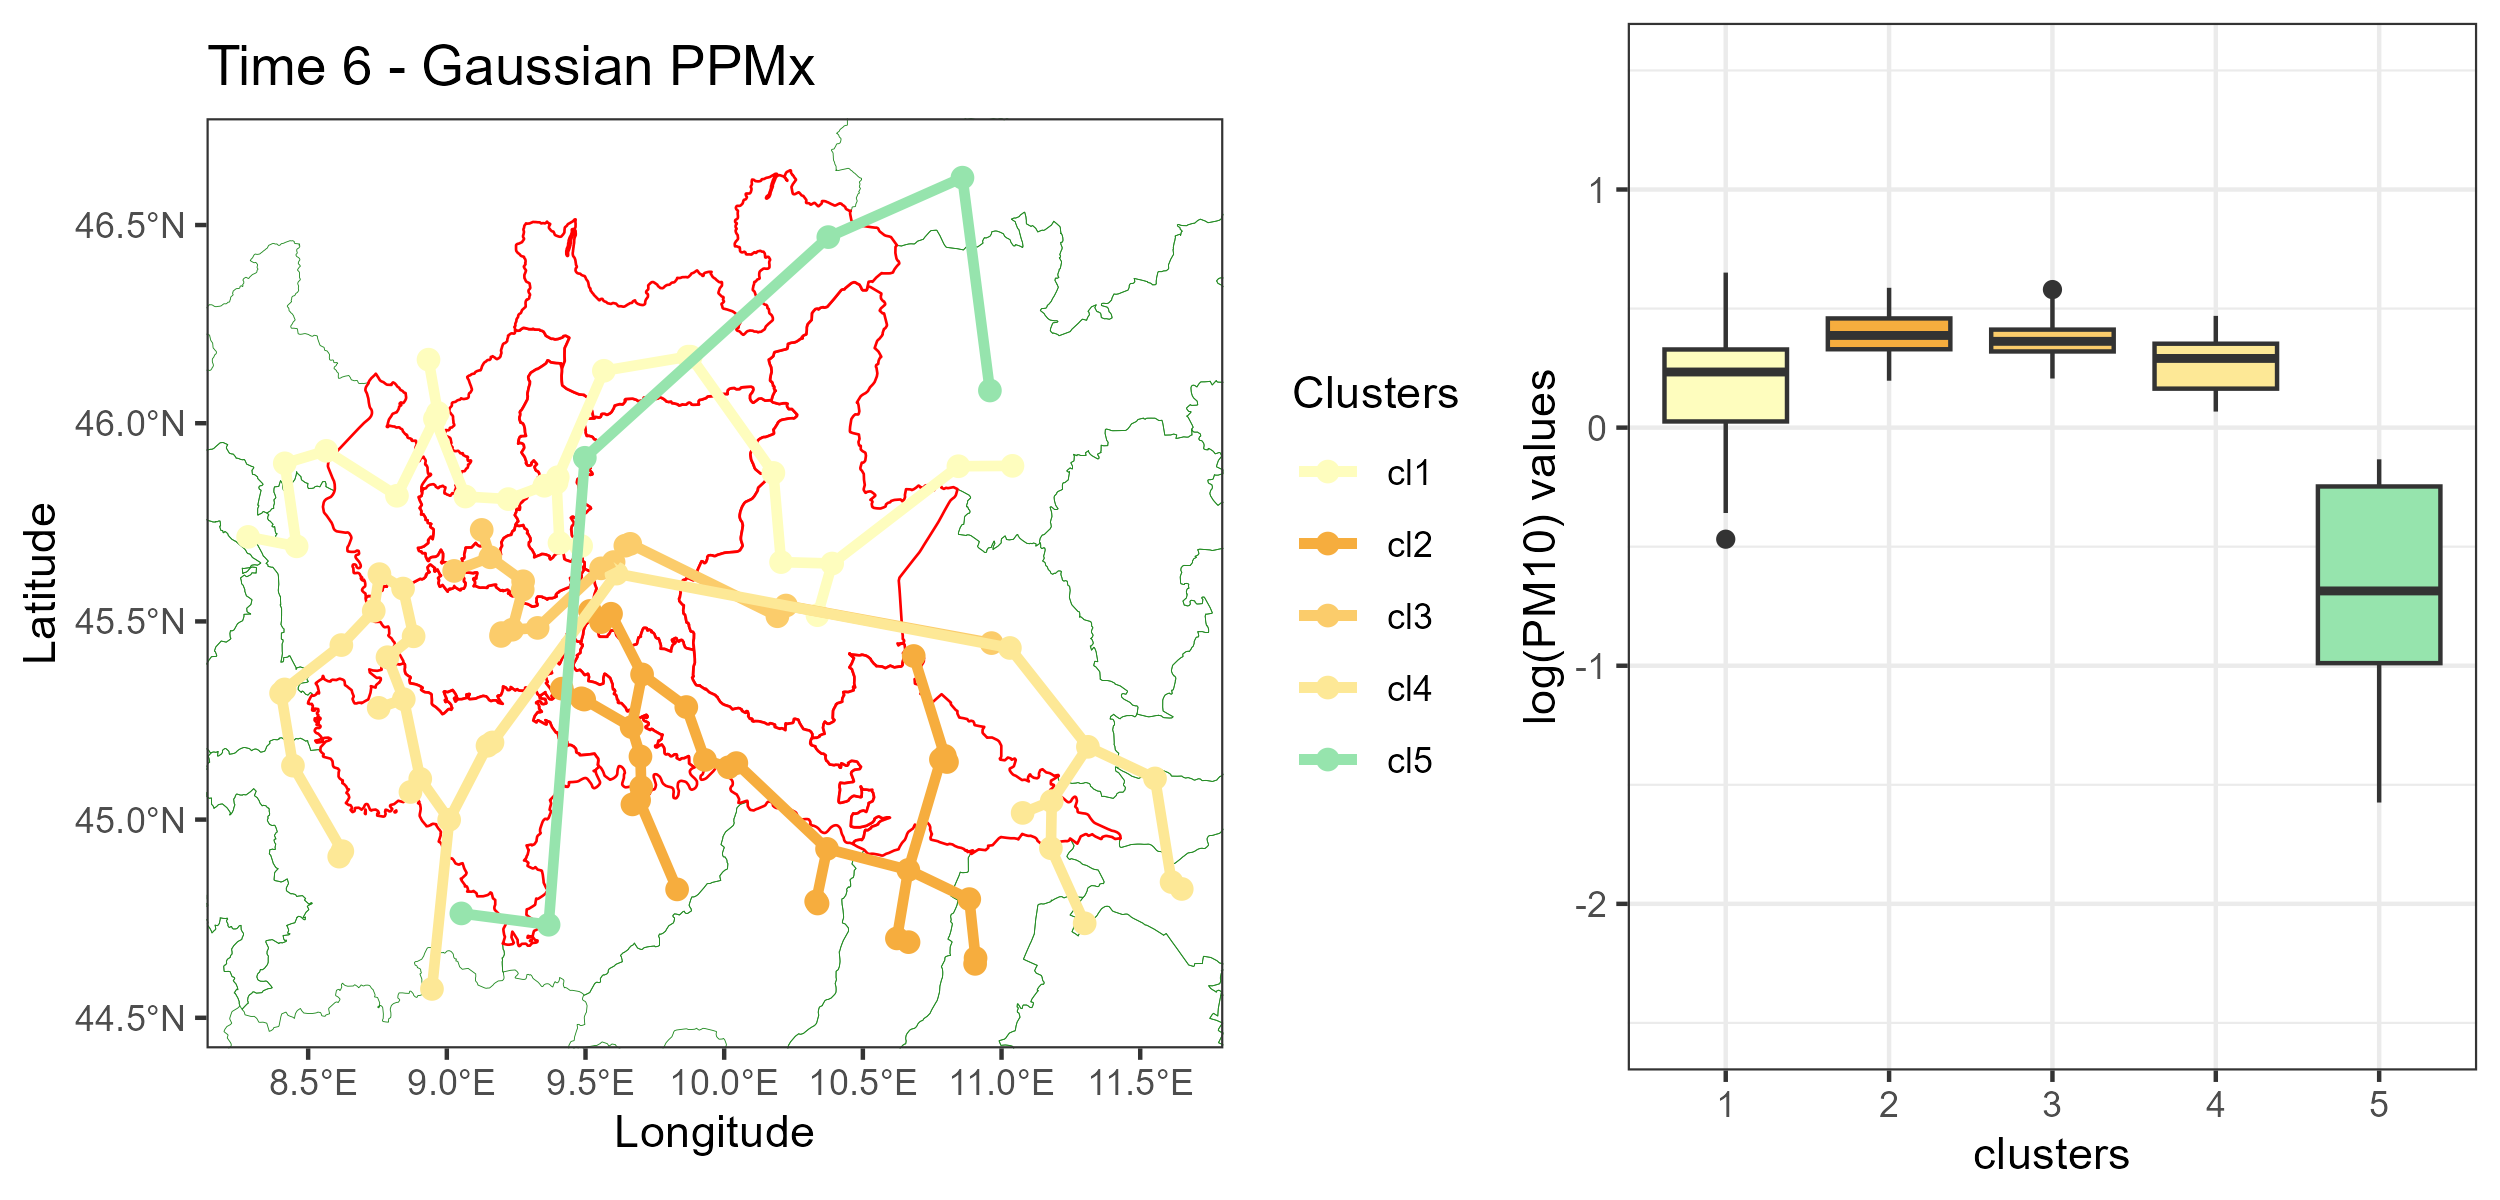 Time 6 - Gaussian PPMx
Latitude
46.5°N
46.0°N
45.5°N
45.0°N
44.5°N
8.5°E 9.0°E 9.5°E 10.0°E 10.5°E 11.0°E 11.5°E
Longitude
Clusters
cl1
cl2
cl3
cl4
cl5
log(PM10) values
1
0
-1
-2
1 2 3 4 5
clusters